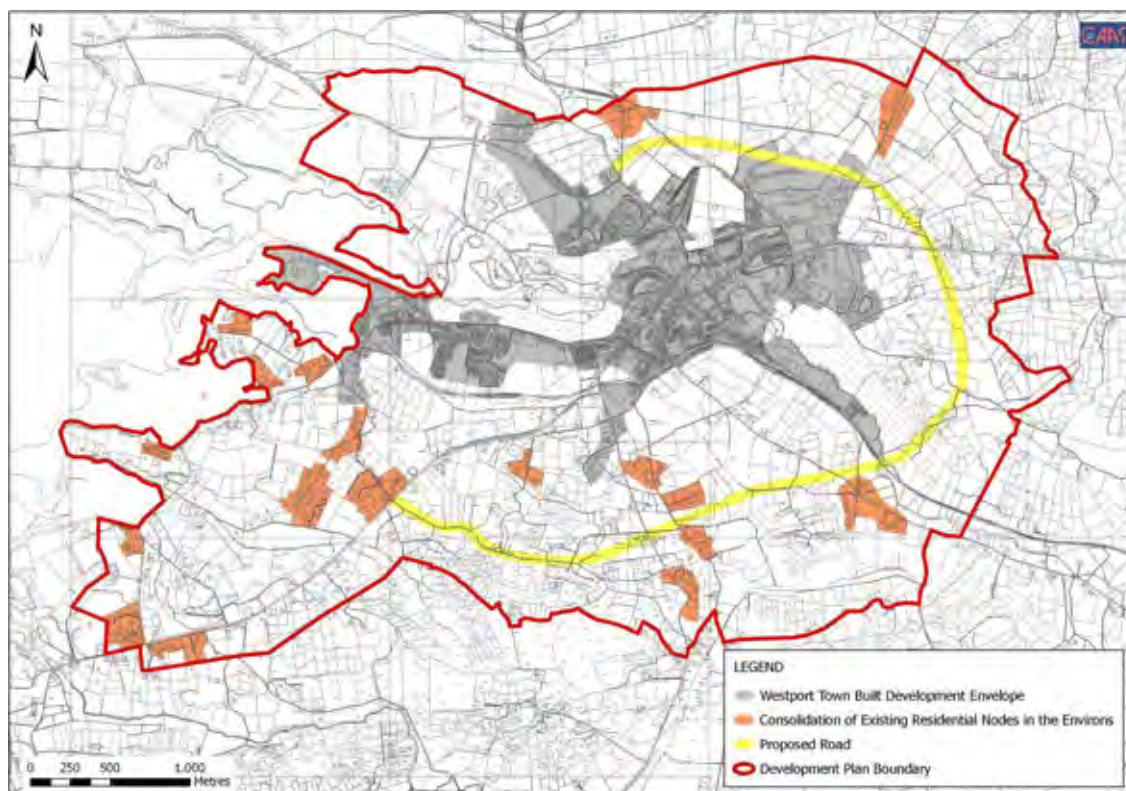 N
CAAS
LEGEND
Westport Town Built Development Envelope
Consolidation of Existing Residential Nodes in the Environs
Proposed Road
Development Plan Boundary
0 250 500 1,000
Metres